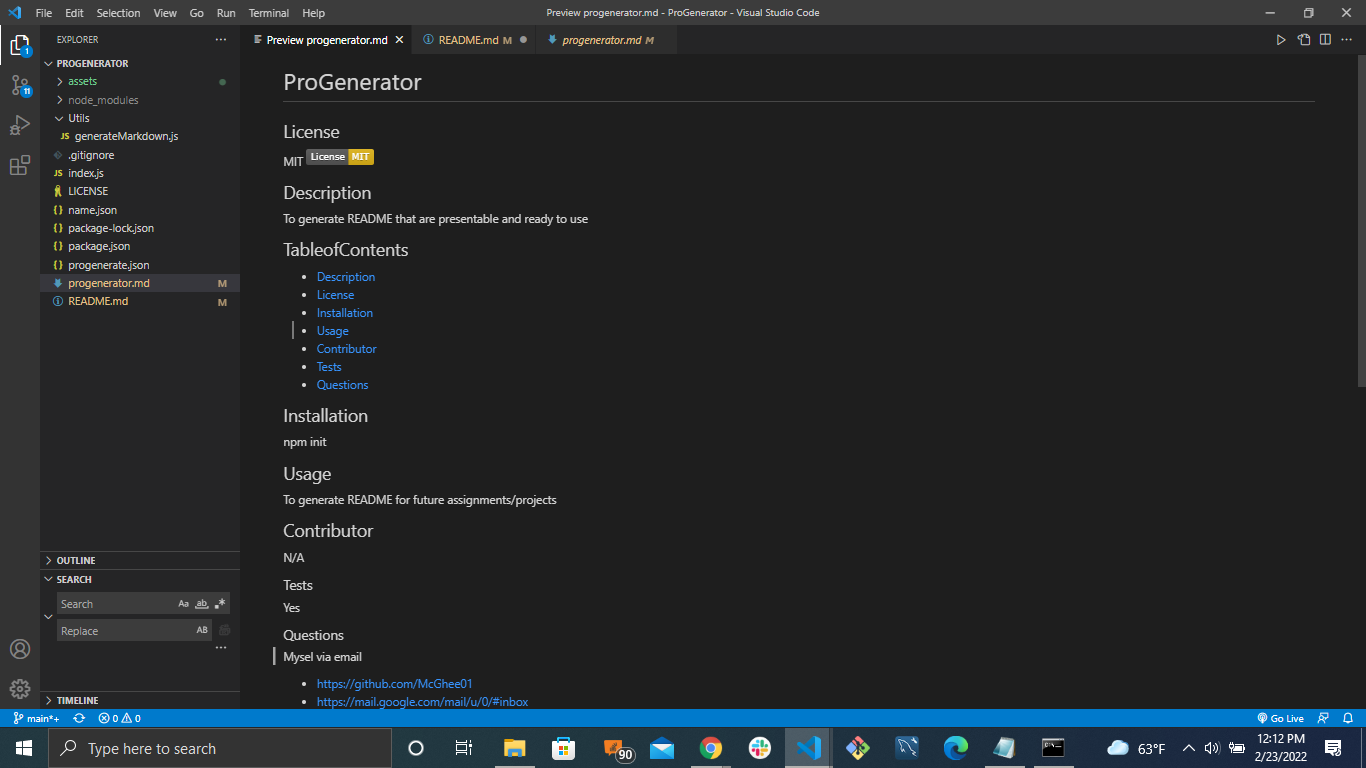 File Edit Selection View Go Run Terminal Help
Preview progenerator.md - ProGenerator - Visual Studio Code
EXPLORER
Preview progenerator.md
README.md M
progenerator.md M
1
11
PROGENERATOR
assets
node_modules
Utils
JS generateMarkdown.js
.gitignore
JS index.js
LICENSE
{} name.json
{} package-lock.json
{} package.json
{} progenerate.json
progenerator.md M
README.md M
OUTLINE
SEARCH
Search Aa ab
Replace AB
TIMELINE
ProGenerator
License
MIT License MIT
Description
To generate README that are presentable and ready to use
TableofContents
Description
License
Installation
Usage
Contributor
Tests
Questions
Installation
npm init
Usage
To generate README for future assignments/projects
Contributor
N/A
Tests
Yes
Questions
Mysel via email
https://github.com/McGhee01
https://mail.google.com/mail/u/0/#inbox
main*+ 0 0 Go Live
Type here to search
90
63°F
12:12 PM
2/23/2022